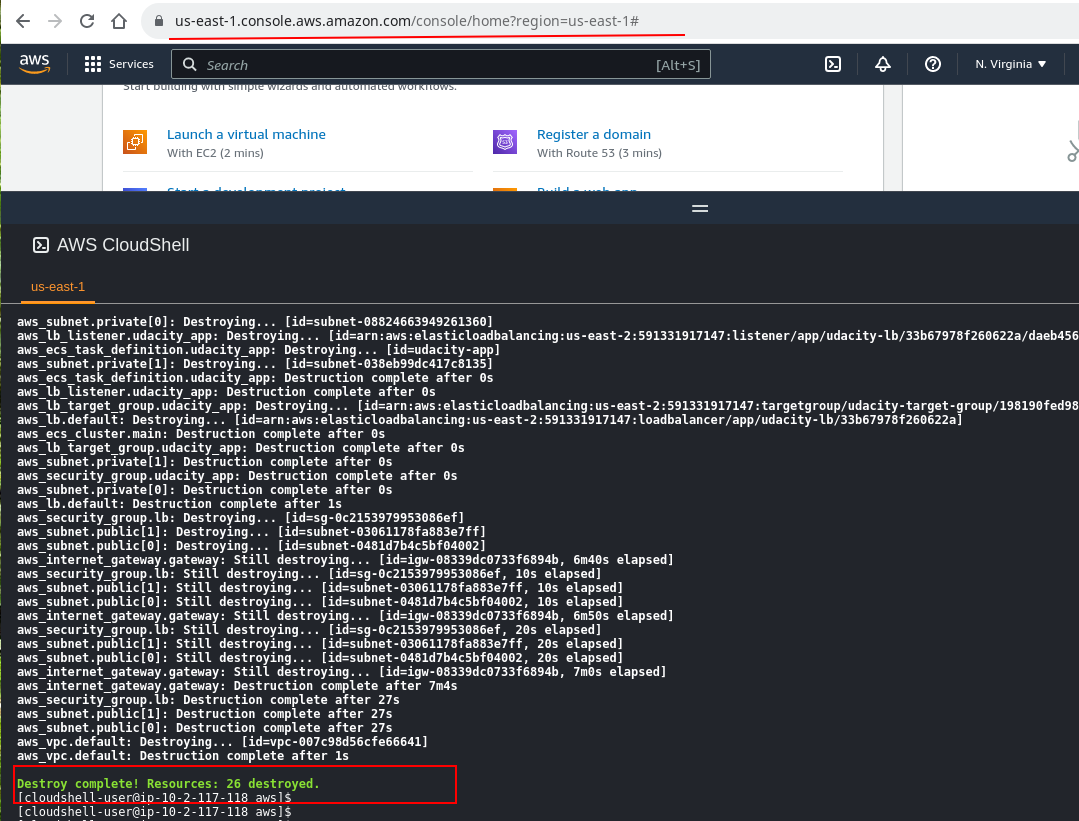 us-east-1.console.aws.amazon.com/console/home?region=us-east-1#
aws
Services
Search
[Alt+S]
N. Virginia
Start building with simple wizards and automated workflows.
Launch a virtual machine
With EC2 (2 mins)
Register a domain
With Route 53 (3 mins)
Start a development project
Build a web app
AWS CloudShell
us-east-1
aws_subnet.private[0]: Destroying... [id=subnet-08824663949261360]
aws_lb_listener.udacity_app: Destroying... [id=arn:aws:elasticloadbalancing:us-east-2:591331917147:listener/app/udacity-lb/33b67978f260622a/daeb456
aws_ecs_task_definition.udacity_app: Destroying... [id=udacity-app]
aws_subnet.private[1]: Destroying... [id=subnet-038eb99dc417c8135]
aws_ecs_task_definition.udacity_app: Destruction complete after 0s
aws_lb_listener.udacity_app: Destruction complete after 0s
aws_lb_target_group.udacity_app: Destroying... [id=arn:aws:elasticloadbalancing:us-east-2:591331917147:targetgroup/udacity-target-group/198190fed98
aws_lb.default: Destroying... [id=arn:aws:elasticloadbalancing:us-east-2:591331917147:loadbalancer/app/udacity-lb/33b67978f260622a]
aws_ecs_cluster.main: Destruction complete after 0s
aws_lb_target_group.udacity_app: Destruction complete after 0s
aws_subnet.private[1]: Destruction complete after 0s
aws_security_group.udacity_app: Destruction complete after 0s
aws_subnet.private[0]: Destruction complete after 0s
aws_lb.default: Destruction complete after 1s
aws_security_group.lb: Destroying... [id=sg-0c2153979953086ef]
aws_subnet.public[1]: Destroying... [id=subnet-03061178fa883e7ff]
aws_subnet.public[0]: Destroying... [id=subnet-0481d7b4c5bf04002]
aws_internet_gateway.gateway: Still destroying... [id=igw-08339dc0733f6894b, 6m40s elapsed]
aws_security_group.lb: Still destroying... [id=sg-0c2153979953086ef, 10s elapsed]
aws_subnet.public[1]: Still destroying... [id=subnet-03061178fa883e7ff, 10s elapsed]
aws_subnet.public[0]: Still destroying... [id=subnet-0481d7b4c5bf04002, 10s elapsed]
aws_internet_gateway.gateway: Still destroying... [id=igw-08339dc0733f6894b, 6m50s elapsed]
aws_security_group.lb: Still destroying... [id=sg-0c2153979953086ef, 20s elapsed]
aws_subnet.public[1]: Still destroying... [id=subnet-03061178fa883e7ff, 20s elapsed]
aws_subnet.public[0]: Still destroying... [id=subnet-0481d7b4c5bf04002, 20s elapsed]
aws_internet_gateway.gateway: Still destroying... [id=igw-08339dc0733f6894b, 7m0s elapsed]
aws_internet_gateway.gateway: Destruction complete after 7m4s
aws_security_group.lb: Destruction complete after 27s
aws_subnet.public[1]: Destruction complete after 27s
aws_subnet.public[0]: Destruction complete after 27s
aws_vpc.default: Destroying... [id=vpc-007c98d56cfe66641]
aws_vpc.default: Destruction complete after 1s
Destroy complete! Resources: 26 destroyed.
[cloudshell-user@ip-10-2-117-118 aws]$
[cloudshell-user@ip-10-2-117-118 aws]$